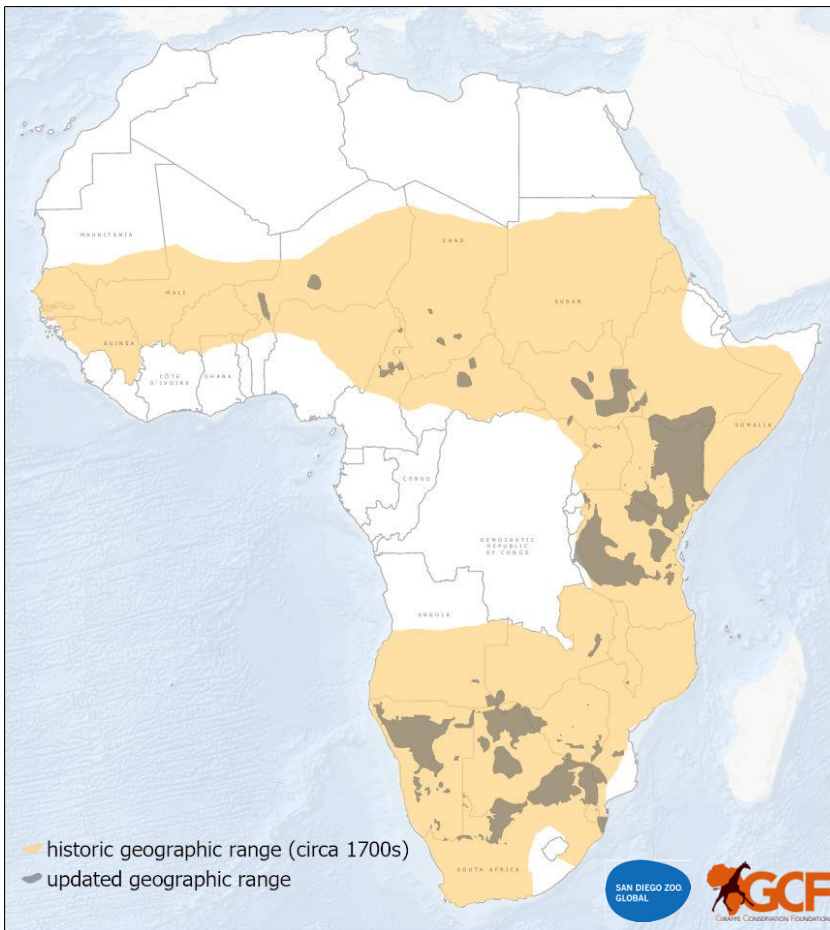 MAURITANIA
CHAD
MALI
SUDAN
GUINEA
CÔTE
D'IVOIRE
GHANA
SOMALIA
CONGO
DEMOCRATIC
REPUBLIC
OF CONGO
ANGOLA
historic geographic range (circa 1700s)
updated geographic range
SOUTH AFRICA
SAN DIEGO ZOO
GLOBAL
GCF
GIRAFFE CONSERVATION FOUNDATION